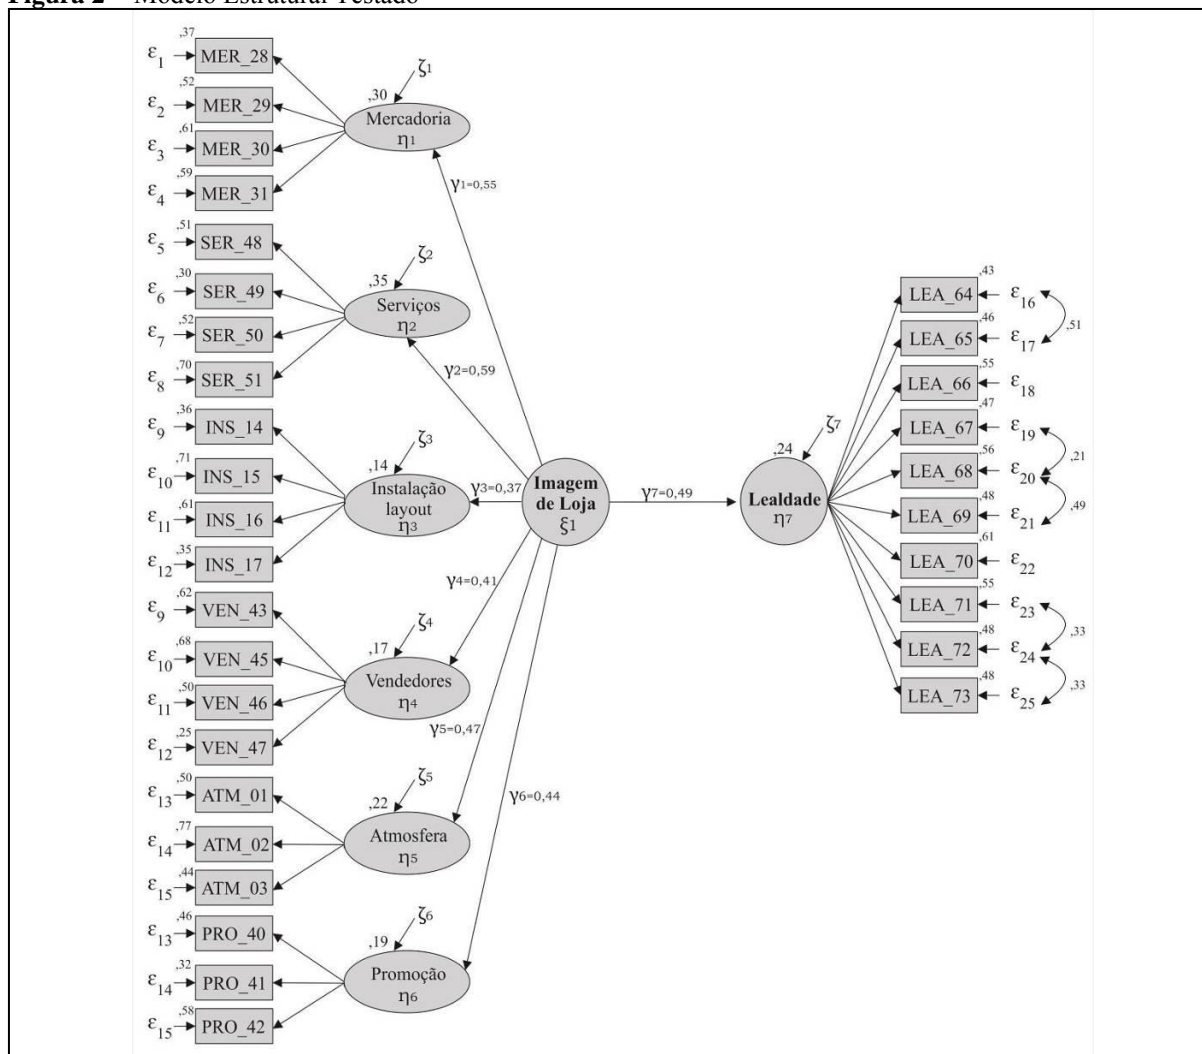 Figura 2 – Modelo Estrutural Testado
ε1 ,37 MER_28
ε2 ,52 MER_29
ε3 ,61 MER_30
ε4 ,59 MER_31
ζ1
,30
Mercadoria
η1
γ1=0,55
ε5 ,51 SER_48
ε6 ,30 SER_49
ε7 ,52 SER_50
ε8 ,70 SER_51
ζ2
,35
Serviços
η2
γ2=0,59
ε9 ,36 INS_14
ε10 ,71 INS_15
ε11 ,61 INS_16
ε12 ,35 INS_17
ζ3
,14
Instalação
layout
η3
γ3=0,37
ε9 ,62 VEN_43
ε10 ,68 VEN_45
ε11 ,50 VEN_46
ε12 ,25 VEN_47
ζ4
,17
Vendedores
η4
γ4=0,41
ε13 ,50 ATM_01
ε14 ,77 ATM_02
ε15 ,44 ATM_03
ζ5
,22
Atmosfera
η5
γ5=0,47
ε13 ,46 PRO_40
ε14 ,32 PRO_41
ε15 ,58 PRO_42
ζ6
,19
Promoção
η6
γ6=0,44
Imagem
de Loja
ξ1
γ7=0,49
ζ7
,24
Lealdade
η7
LEA_64 ,43 ε16
,51
LEA_65 ,46 ε17
LEA_66 ,55 ε18
LEA_67 ,47 ε19
,21
LEA_68 ,56 ε20
,49
LEA_69 ,48 ε21
LEA_70 ,61 ε22
LEA_71 ,55 ε23
,33
LEA_72 ,48 ε24
,33
LEA_73 ,48 ε25